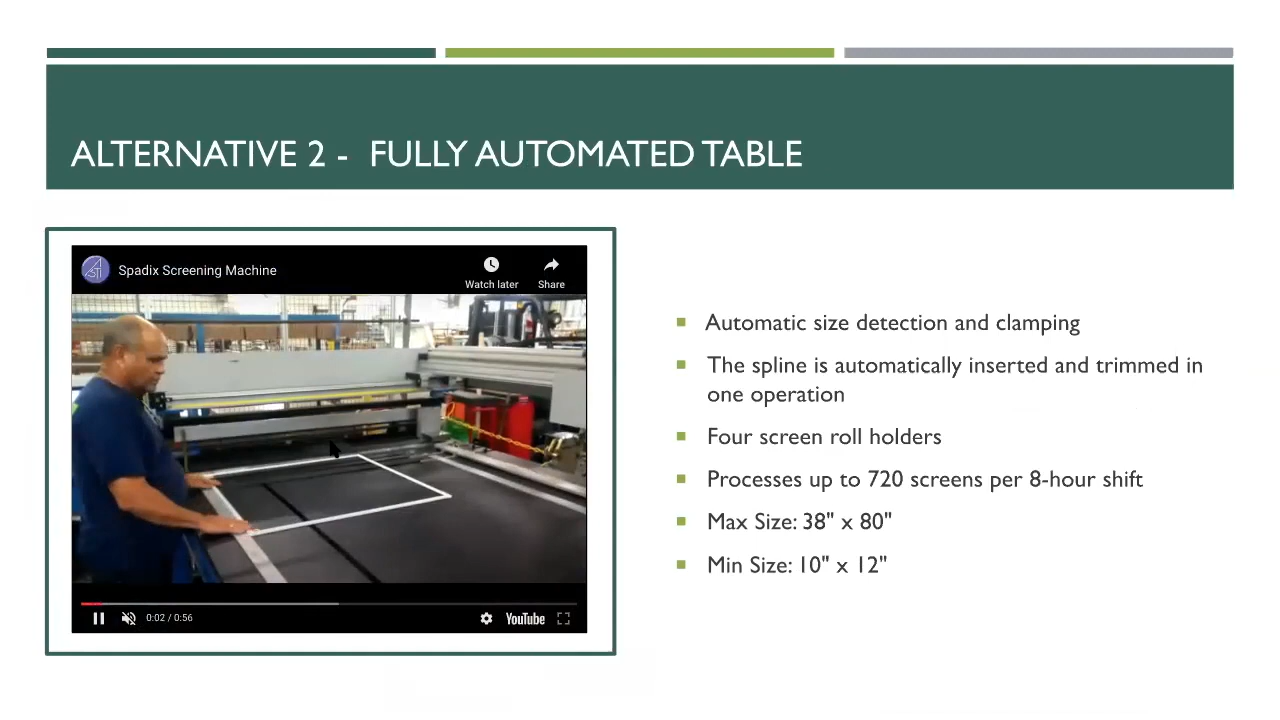 ALTERNATIVE 2 - FULLY AUTOMATED TABLE
Spadix Screening Machine
Watch later
Share
0:02 / 0:56
YouTube
Automatic size detection and clamping
The spline is automatically inserted and trimmed in
one operation
Four screen roll holders
Processes up to 720 screens per 8-hour shift
Max Size: 38" x 80"
Min Size: 10" x 12"